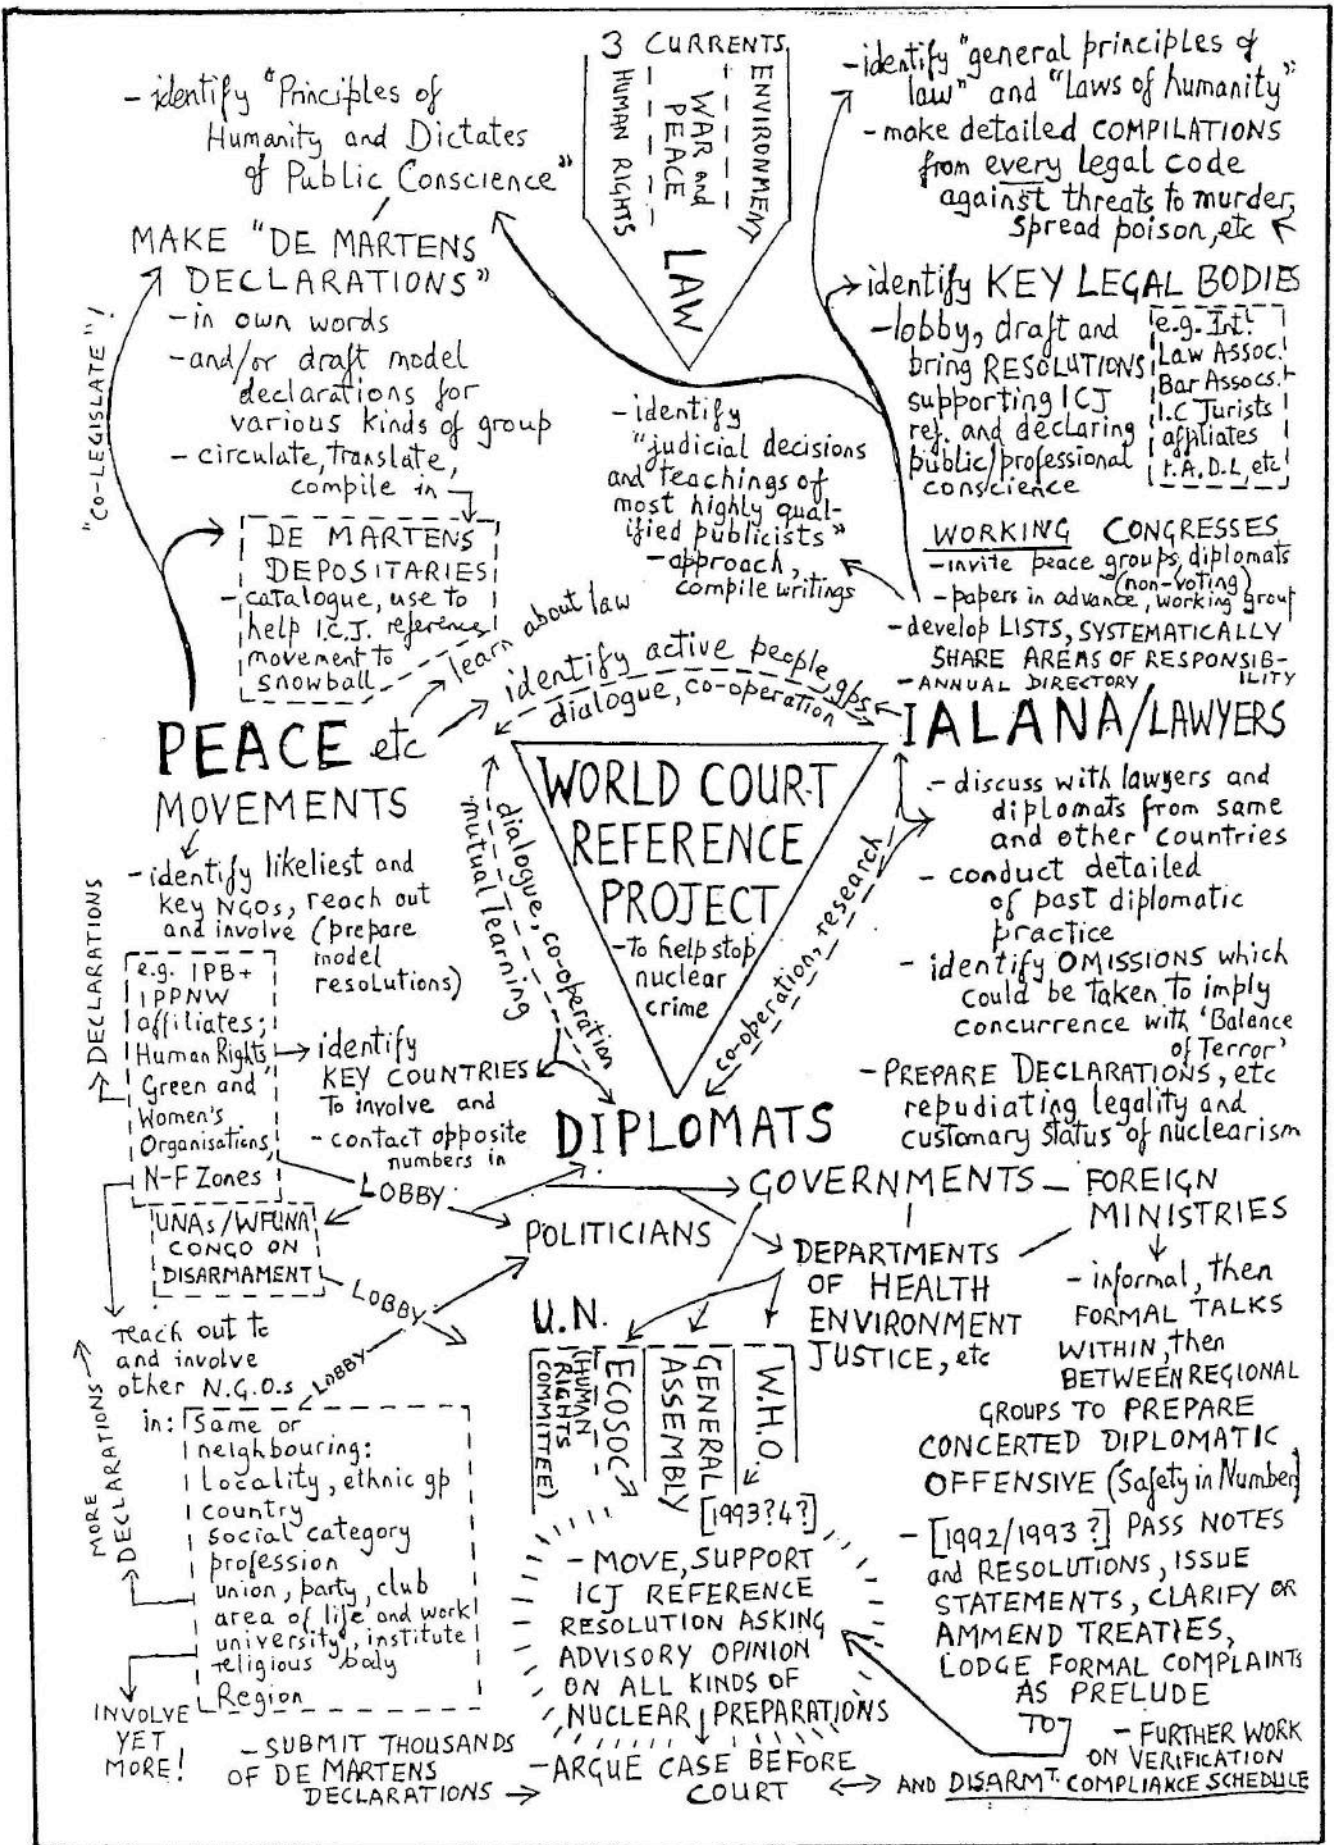 3 CURRENTS
HUMAN RIGHTS
WAR and
PEACE
ENVIRONMENT
LAW
- identify "Principles of
Humanity and Dictates
of Public Conscience"
MAKE "DE MARTENS
DECLARATIONS"
- in own words
- and/or draft model
declarations for
various kinds of group
- circulate, translate,
compile in
"CO-LEGISLATE"!
DE MARTENS
DEPOSITARIES
- catalogue, use to
help I.C.J. reference
movement to
snowball
learn about law
- identify "general principles of
law" and "Laws of humanity"
- make detailed COMPILATIONS
from every legal code
against threats to murder,
spread poison, etc
identify KEY LEGAL BODIES
- lobby, draft and
bring RESOLUTIONS
supporting ICJ
ref. and declaring
public/professional
conscience
e.g. Int.
Law Assoc.
Bar Assocs.
I.C Jurists
affiliates
I.A.D.L, etc
- identify
"judicial decisions
and teachings of
most highly qual-
ified publicists"
- approach,
compile writings
WORKING CONGRESSES
- invite peace groups, diplomats
(non-voting)
- papers in advance, working group
- develop LISTS, SYSTEMATICALLY
SHARE AREAS OF RESPONSIB-
ILITY
- ANNUAL DIRECTORY
identify active people, gps
dialogue, co-operation
PEACE etc
MOVEMENTS
IALANA/LAWYERS
WORLD COURT
REFERENCE
PROJECT
- to help stop
nuclear
crime
dialogue, co-operation
mutual learning
co-operation, research
- identify likeliest and
key NGOs, reach out
and involve (prepare
model
resolutions)
DECLARATIONS
e.g. IPB+
IPPNW
affiliates;
Human Rights,
Green and
Women's
Organisations,
N-F Zones
identify
KEY COUNTRIES
to involve and
- contact opposite
numbers in
- discuss with lawyers and
diplomats from same
and other countries
- conduct detailed
of past diplomatic
practice
- identify OMISSIONS which
could be taken to imply
concurrence with 'Balance
of Terror'
- PREPARE DECLARATIONS, etc
repudiating legality and
customary status of nuclearism
DIPLOMATS
LOBBY
UNAs/WFUNA
CONGO ON
DISARMAMENT
LOBBY
POLITICIANS
GOVERNMENTS - FOREIGN
MINISTRIES
DEPARTMENTS
OF HEALTH
ENVIRONMENT
JUSTICE, etc
- informal, then
FORMAL TALKS
WITHIN, then
BETWEEN REGIONAL
GROUPS TO PREPARE
CONCERTED DIPLOMATIC
OFFENSIVE (Safety in Number)
- [1992/1993?] PASS NOTES
and RESOLUTIONS, ISSUE
STATEMENTS, CLARIFY OR
AMMEND TREATIES,
LODGE FORMAL COMPLAINTS
AS PRELUDE
TO
- FURTHER WORK
ON VERIFICATION
AND DISARMT. COMPLIANCE SCHEDULE
U.N.
ECOSOC
(HUMAN
RIGHTS
COMMITTEE)
GENERAL
ASSEMBLY
W.H.O.
[1993?4?]
reach out to
and involve
other N.G.O.s
LOBBY
MORE
DECLARATIONS
in:
Same or
neighbouring:
locality, ethnic gp
country
social category
profession
union, party, club
area of life and work
university, institute
religious body
Region
INVOLVE
YET
MORE!
- MOVE, SUPPORT
ICJ REFERENCE
RESOLUTION ASKING
ADVISORY OPINION
ON ALL KINDS OF
NUCLEAR PREPARATIONS
- SUBMIT THOUSANDS
OF DE MARTENS
DECLARATIONS
- ARGUE CASE BEFORE
COURT